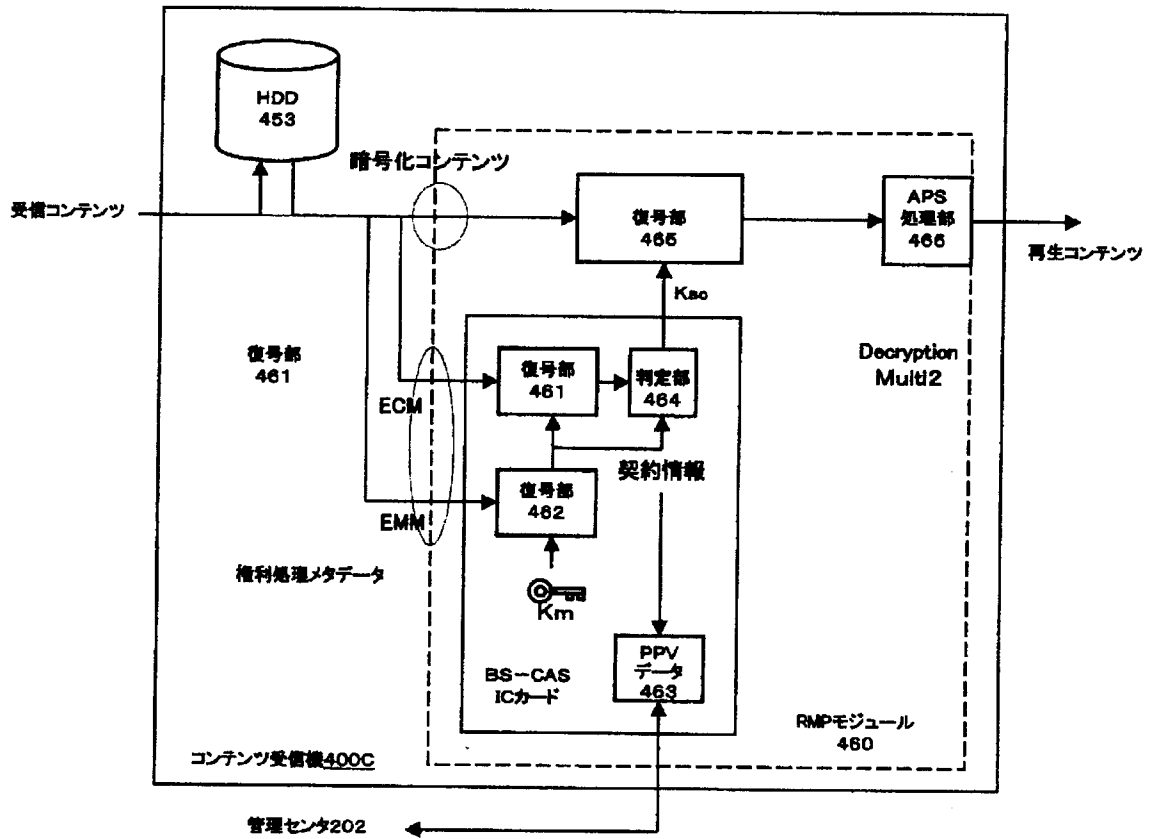 HDD
453
暗号化コンテンツ
受信コンテンツ
復号部
465
APS
処理部
466
再生コンテンツ
Ksc
復号部
461
復号部
461
判定部
464
Decryption
Multi2
ECM
契約情報
復号部
462
EMM
権利処理メタデータ
Km
PPV
データ
463
BS-CAS
ICカード
RMPモジュール
460
コンテンツ受信機400C
管理センタ202